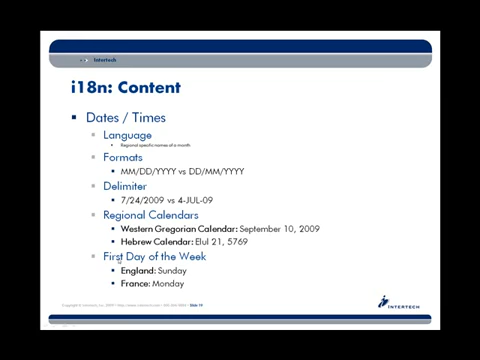 Intertech
i18n: Content
Dates / Times
Language
Regional specific names of a month
Formats
MM/DD/YYYY vs DD/MM/YYYY
Delimiter
7/24/2009 vs 4-JUL-09
Regional Calendars
Western Gregorian Calendar: September 10, 2009
Hebrew Calendar: Elul 21, 5769
First Day of the Week
England: Sunday
France: Monday
INTERTECH